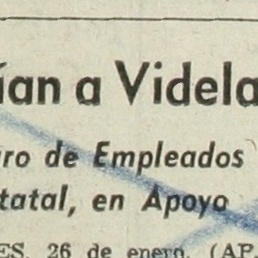 ían a Videla
ro de Empleados
tatal, en Apoyo
ES, 26 de enero. (AP.